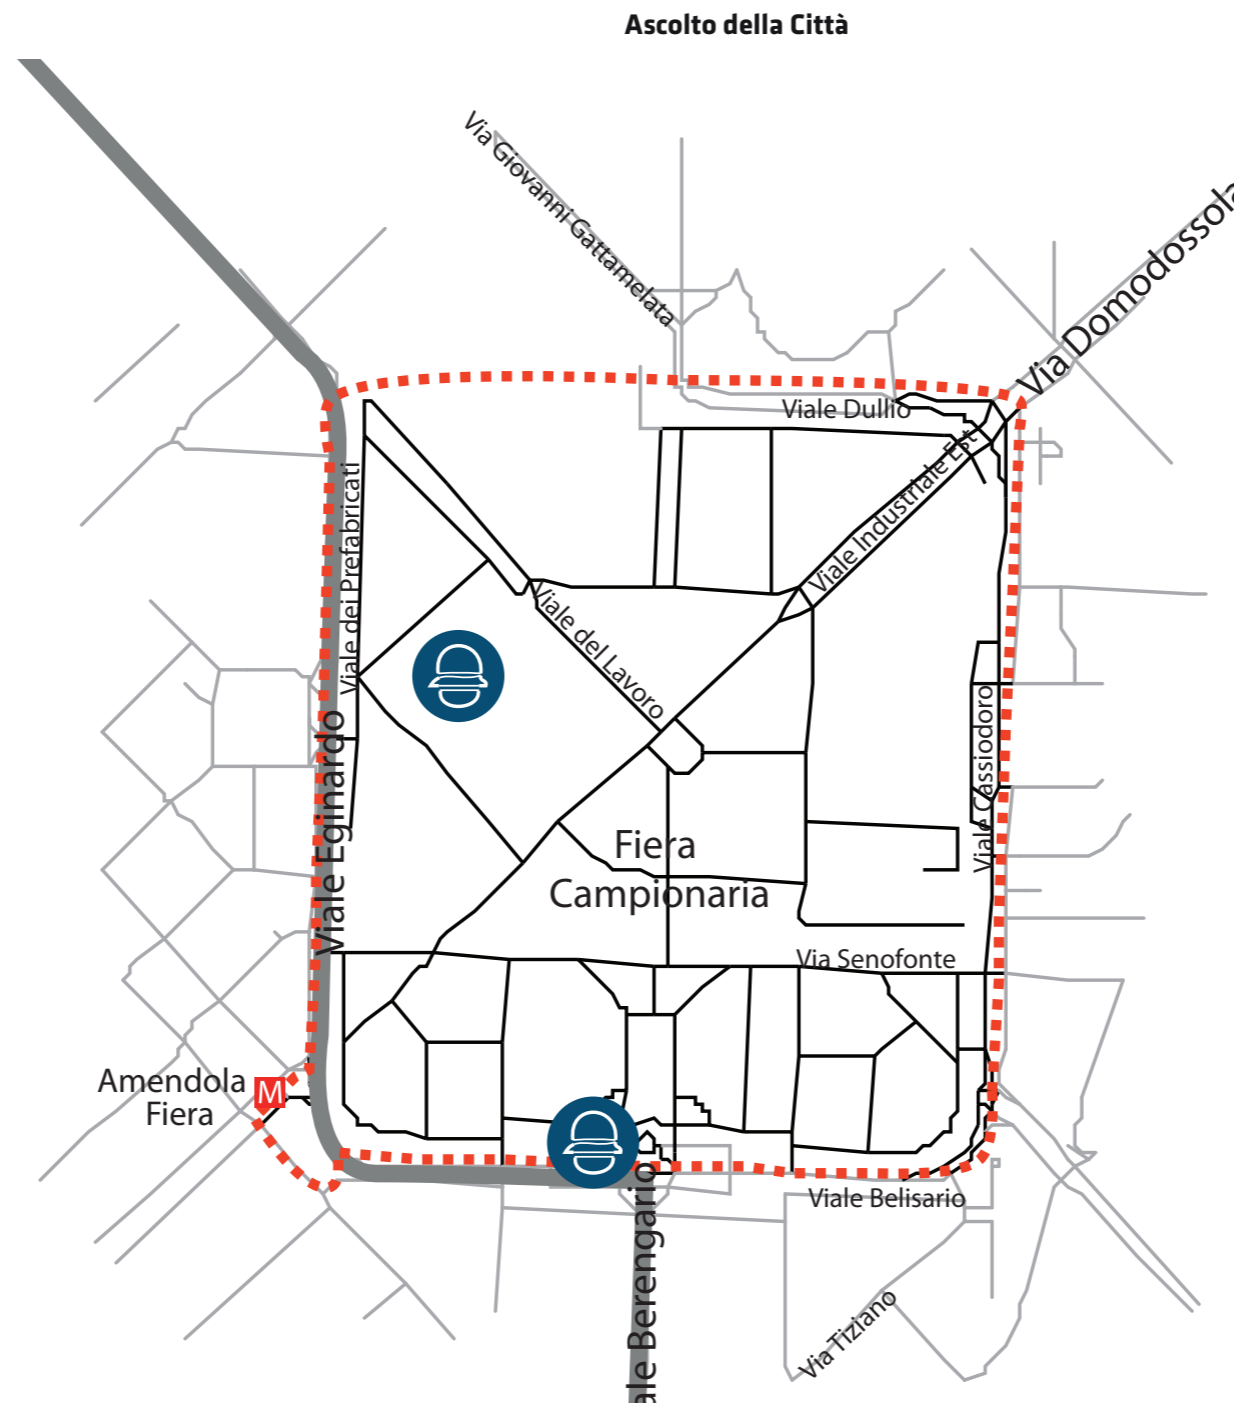 Ascolto della Città
Via Giovanni Gattamelata
Via Domodossola
Viale Dullio
Viale Industriale Est
Viale dei Prefabricati
Viale del Lavoro
Viale Eginardo
Viale Cassiodoro
Fiera
Campionaria
Via Senofonte
Amendola
Fiera
M
Viale Belisario
ale Berengario
Via Tiziano